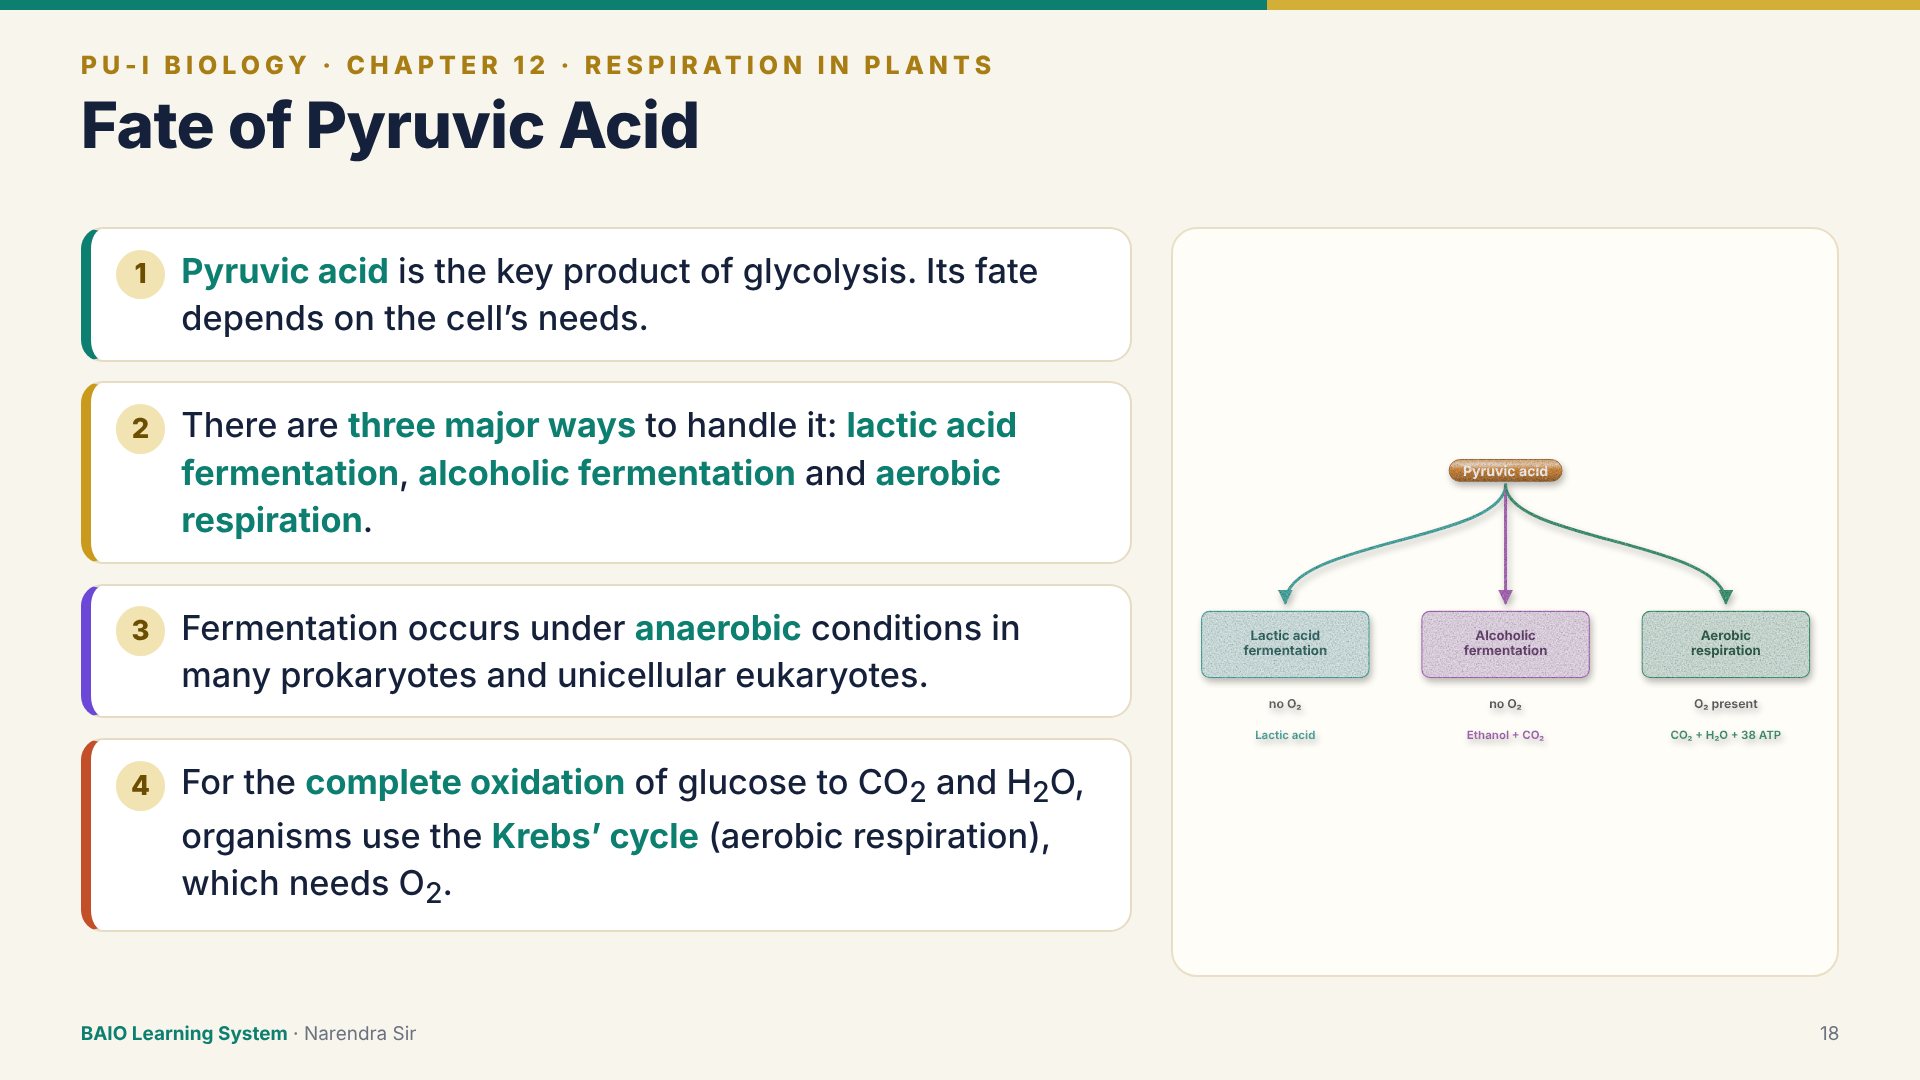 PU-I BIOLOGY · CHAPTER 12 · RESPIRATION IN PLANTS
Fate of Pyruvic Acid
1
Pyruvic acid is the key product of glycolysis. Its fate
depends on the cell’s needs.
2
There are three major ways to handle it: lactic acid
fermentation, alcoholic fermentation and aerobic
respiration.
3
Fermentation occurs under anaerobic conditions in
many prokaryotes and unicellular eukaryotes.
4
For the complete oxidation of glucose to CO₂ and H₂O,
organisms use the Krebs’ cycle (aerobic respiration),
which needs O₂.
Pyruvic acid
Lactic acid
fermentation
no O₂
Lactic acid
Alcoholic
fermentation
no O₂
Ethanol + CO₂
Aerobic
respiration
O₂ present
CO₂ + H₂O + 38 ATP
BAIO Learning System · Narendra Sir
18